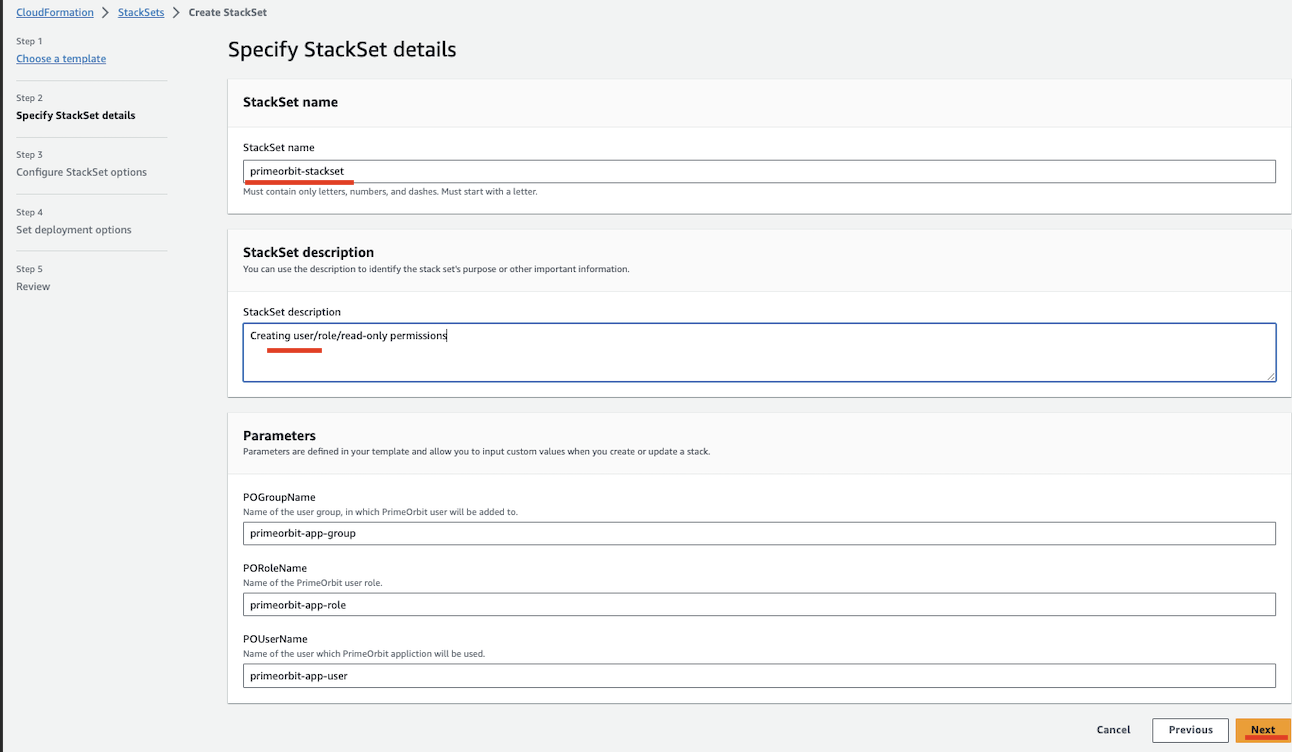 CloudFormation > StackSets > Create StackSet
Step 1
Choose a template
Step 2
Specify StackSet details
Step 3
Configure StackSet options
Step 4
Set deployment options
Step 5
Review
Specify StackSet details
StackSet name
StackSet name
primeorbit-stackset
Must contain only letters, numbers, and dashes. Must start with a letter.
StackSet description
You can use the description to identify the stack set's purpose or other important information.
StackSet description
Creating user/role/read-only permissions
Parameters
Parameters are defined in your template and allow you to input custom values when you create or update a stack.
POGroupName
Name of the user group, in which PrimeOrbit user will be added to.
primeorbit-app-group
PORoleName
Name of the PrimeOrbit user role.
primeorbit-app-role
POUserName
Name of the user which PrimeOrbit appliction will be used.
primeorbit-app-user
Cancel Previous Next